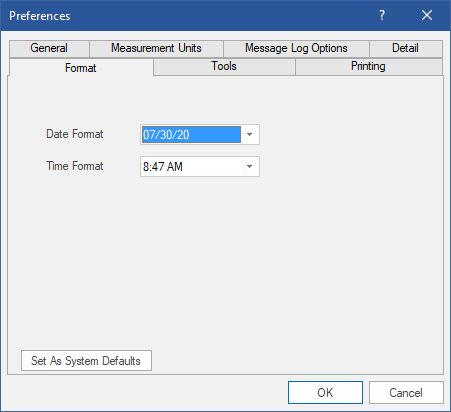 Preferences
?
General
Measurement Units
Message Log Options
Detail
Format
Tools
Printing
Date Format
07/30/20
Time Format
8:47 AM
Set As System Defaults
OK
Cancel